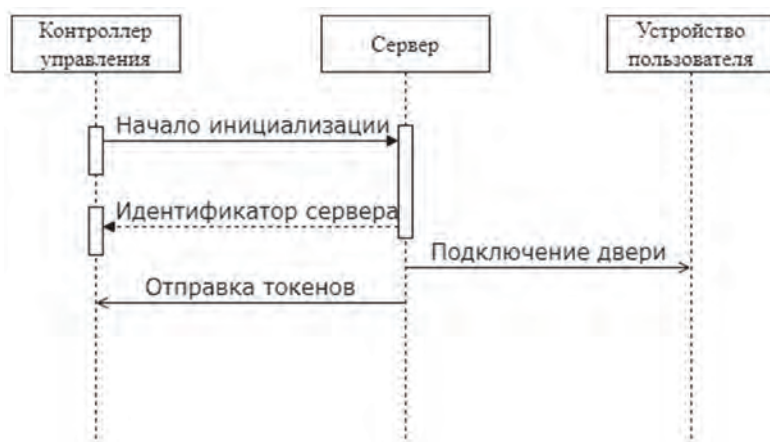 Контроллер
управления
Сервер
Устройство
пользователя
Начало инициализации
Идентификатор сервера
Подключение двери
Отправка токенов